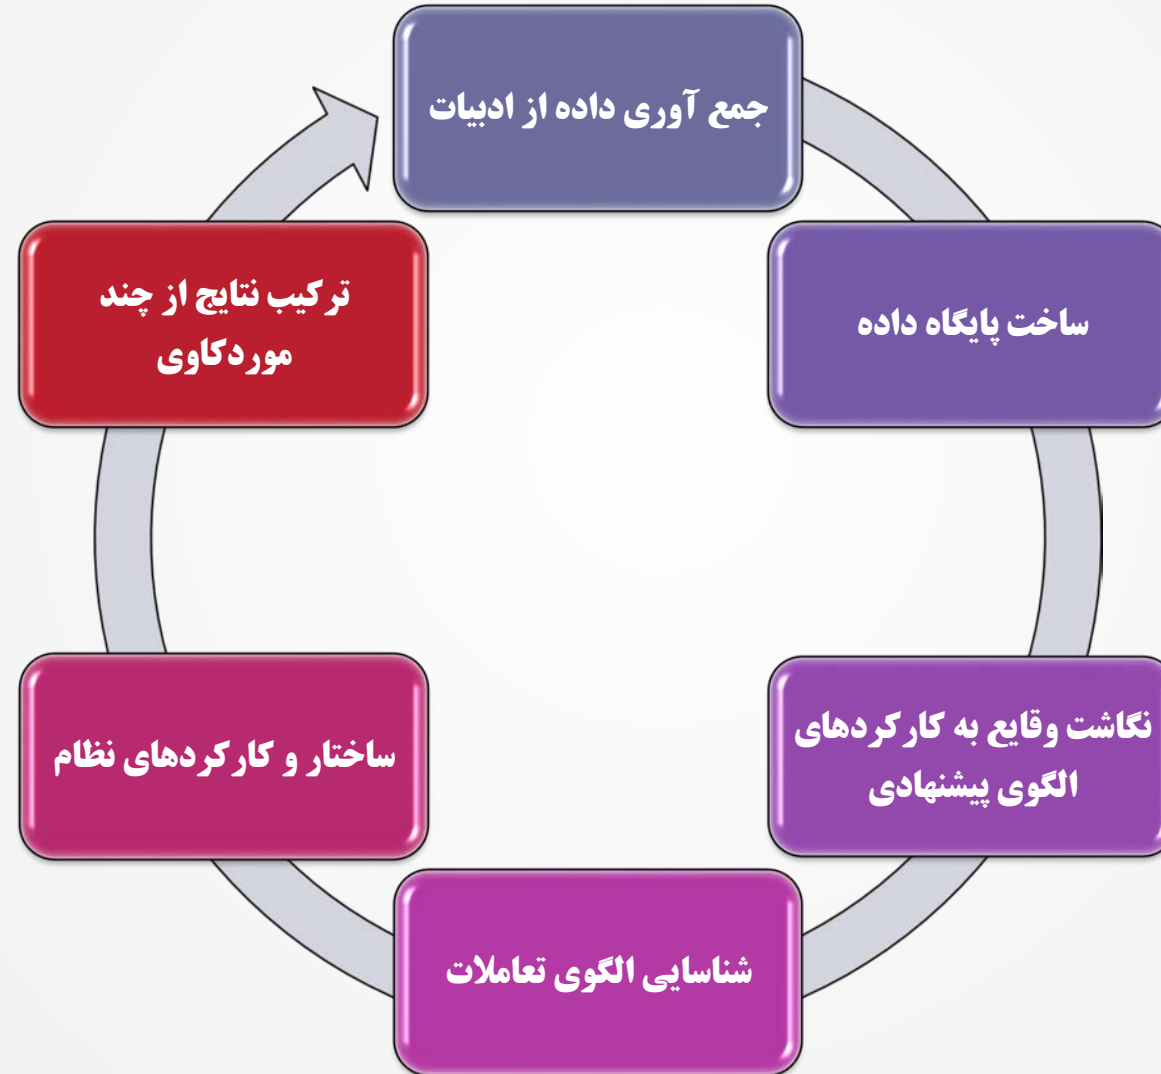 جمع آوری داده از ادبیات
ساخت پایگاه داده
نگاشت وقایع به کارکردهای
الگوی پیشنهادی
شناسایی الگوی تعاملات
ساختار و کارکردهای نظام
ترکیب نتایج از چند
موردکاوی